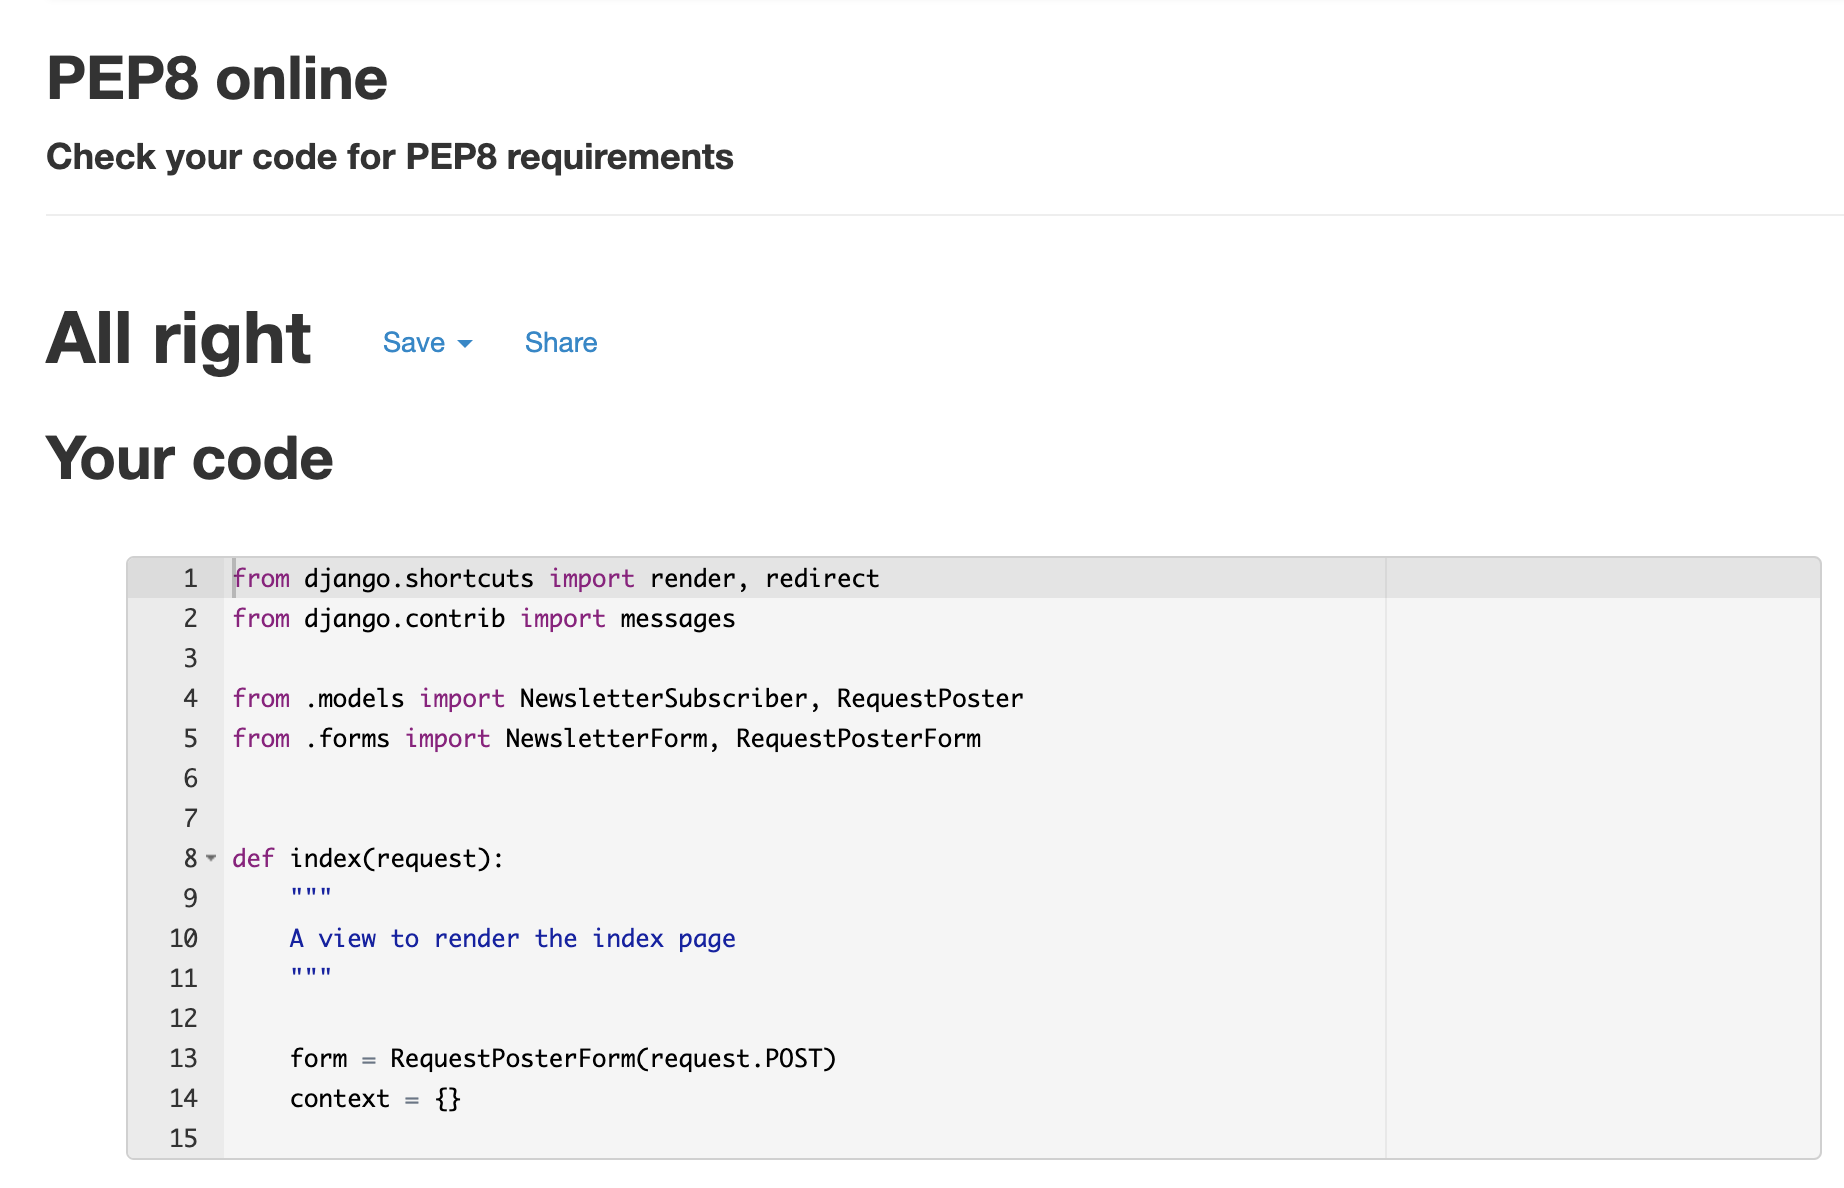 PEP8 online
Check your code for PEP8 requirements
All right Save Share
Your code
1 from django.shortcuts import render, redirect
2 from django.contrib import messages
3
4 from .models import NewsletterSubscriber, RequestPoster
5 from .forms import NewsletterForm, RequestPosterForm
6
7
8 def index(request):
9     """
10     A view to render the index page
11     """
12
13     form = RequestPosterForm(request.POST)
14     context = {}
15